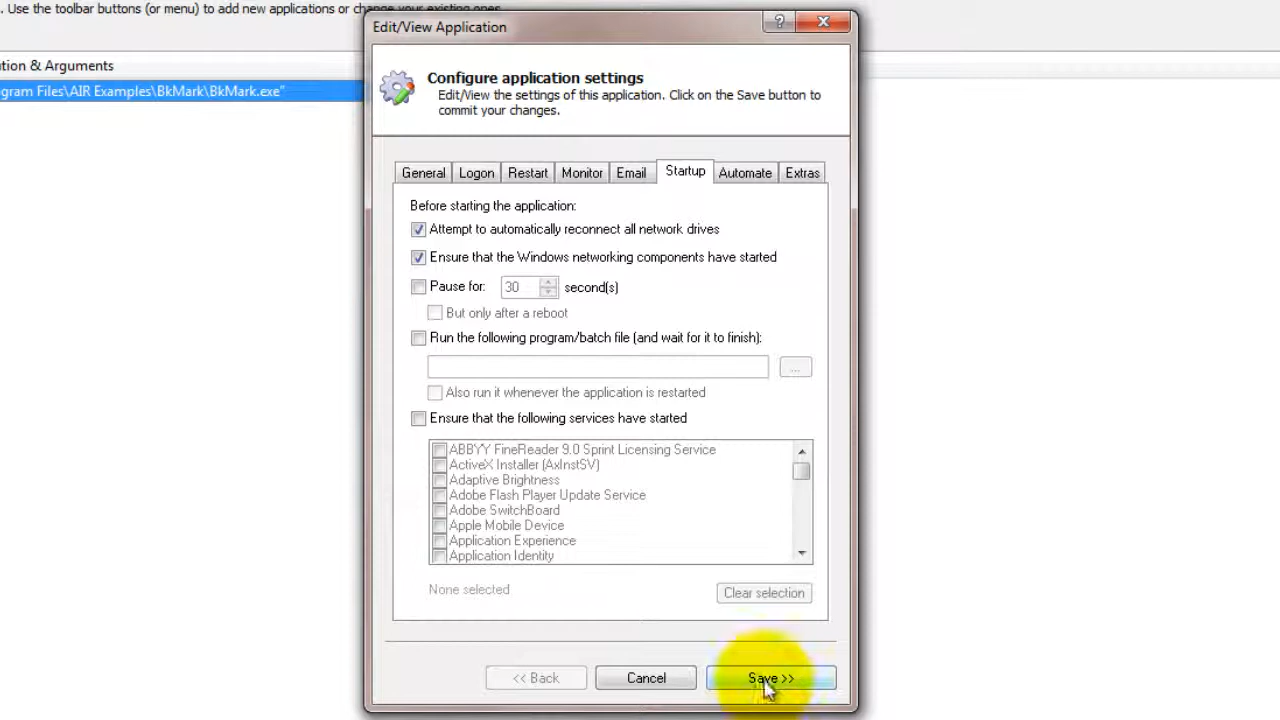 . Use the toolbar buttons (or menu) to add new applications or change your existing ones.
Edit/View Application
?
Configure application settings
Edit/View the settings of this application. Click on the Save button to
commit your changes.
tion & Arguments
gram Files\AIR Examples\BkMark\BkMark.exe"
General Logon Restart Monitor Email Startup Automate Extras
Before starting the application:
Attempt to automatically reconnect all network drives
Ensure that the Windows networking components have started
Pause for: 30 second(s)
But only after a reboot
Run the following program/batch file (and wait for it to finish):
...
Also run it whenever the application is restarted
Ensure that the following services have started
ABBYY FineReader 9.0 Sprint Licensing Service
ActiveX Installer (AxInstSV)
Adaptive Brightness
Adobe Flash Player Update Service
Adobe SwitchBoard
Apple Mobile Device
Application Experience
Application Identity
None selected
Clear selection
<< Back Cancel Save >>